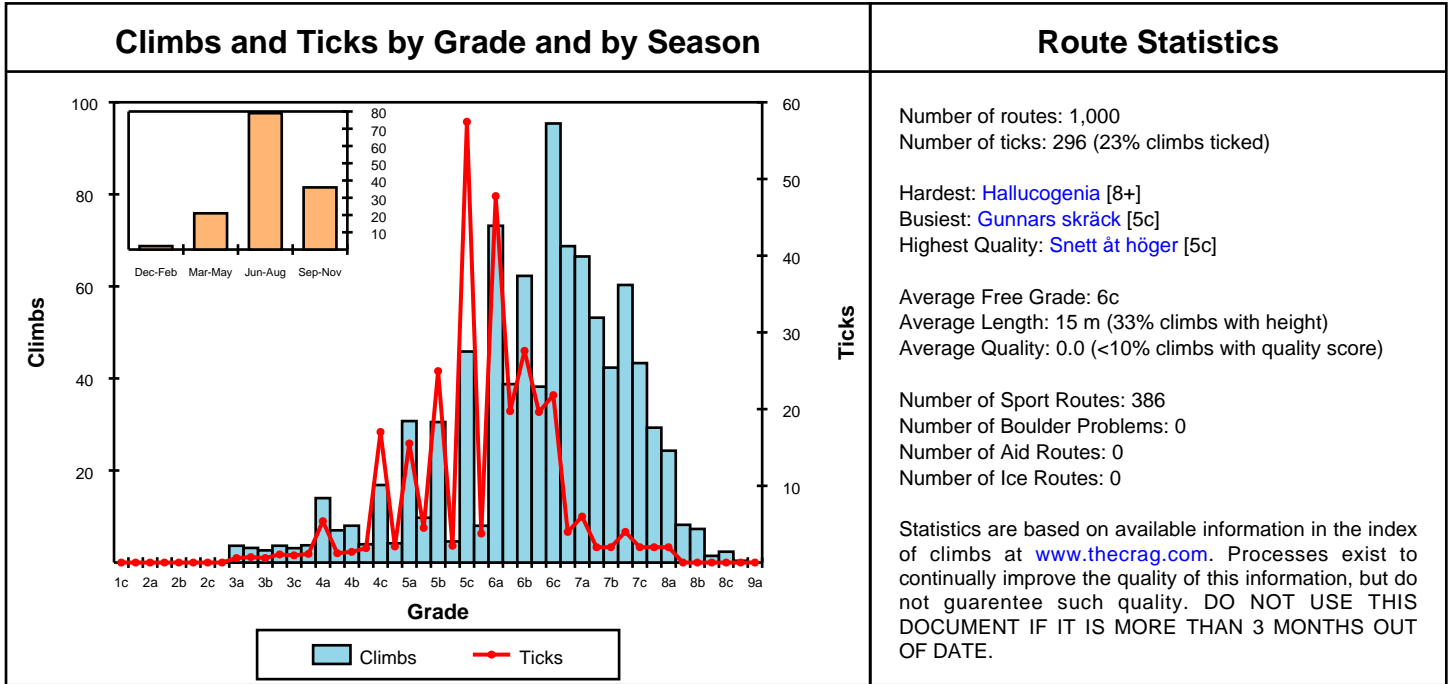 Climbs and Ticks by Grade and by Season
Route Statistics
100
80
60
40
20
Climbs
60
50
40
30
20
10
Ticks
80
70
60
50
40
30
20
10
Dec-Feb Mar-May Jun-Aug Sep-Nov
1c 2a 2b 2c 3a 3b 3c 4a 4b 4c 5a 5b 5c 6a 6b 6c 7a 7b 7c 8a 8b 8c 9a
Grade
Climbs Ticks
Number of routes: 1,000
Number of ticks: 296 (23% climbs ticked)
Hardest: Hallucogenia [8+]
Busiest: Gunnars skräck [5c]
Highest Quality: Snett åt höger [5c]
Average Free Grade: 6c
Average Length: 15 m (33% climbs with height)
Average Quality: 0.0 (<10% climbs with quality score)
Number of Sport Routes: 386
Number of Boulder Problems: 0
Number of Aid Routes: 0
Number of Ice Routes: 0
Statistics are based on available information in the index
of climbs at www.thecrag.com. Processes exist to
continually improve the quality of this information, but do
not guarentee such quality. DO NOT USE THIS
DOCUMENT IF IT IS MORE THAN 3 MONTHS OUT
OF DATE.